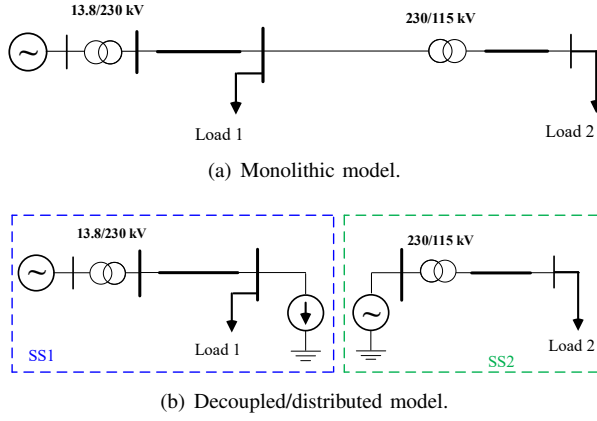 13.8/230 kV
230/115 kV
Load 1
Load 2
(a) Monolithic model.
13.8/230 kV
230/115 kV
Load 1
Load 2
SS1
SS2
(b) Decoupled/distributed model.